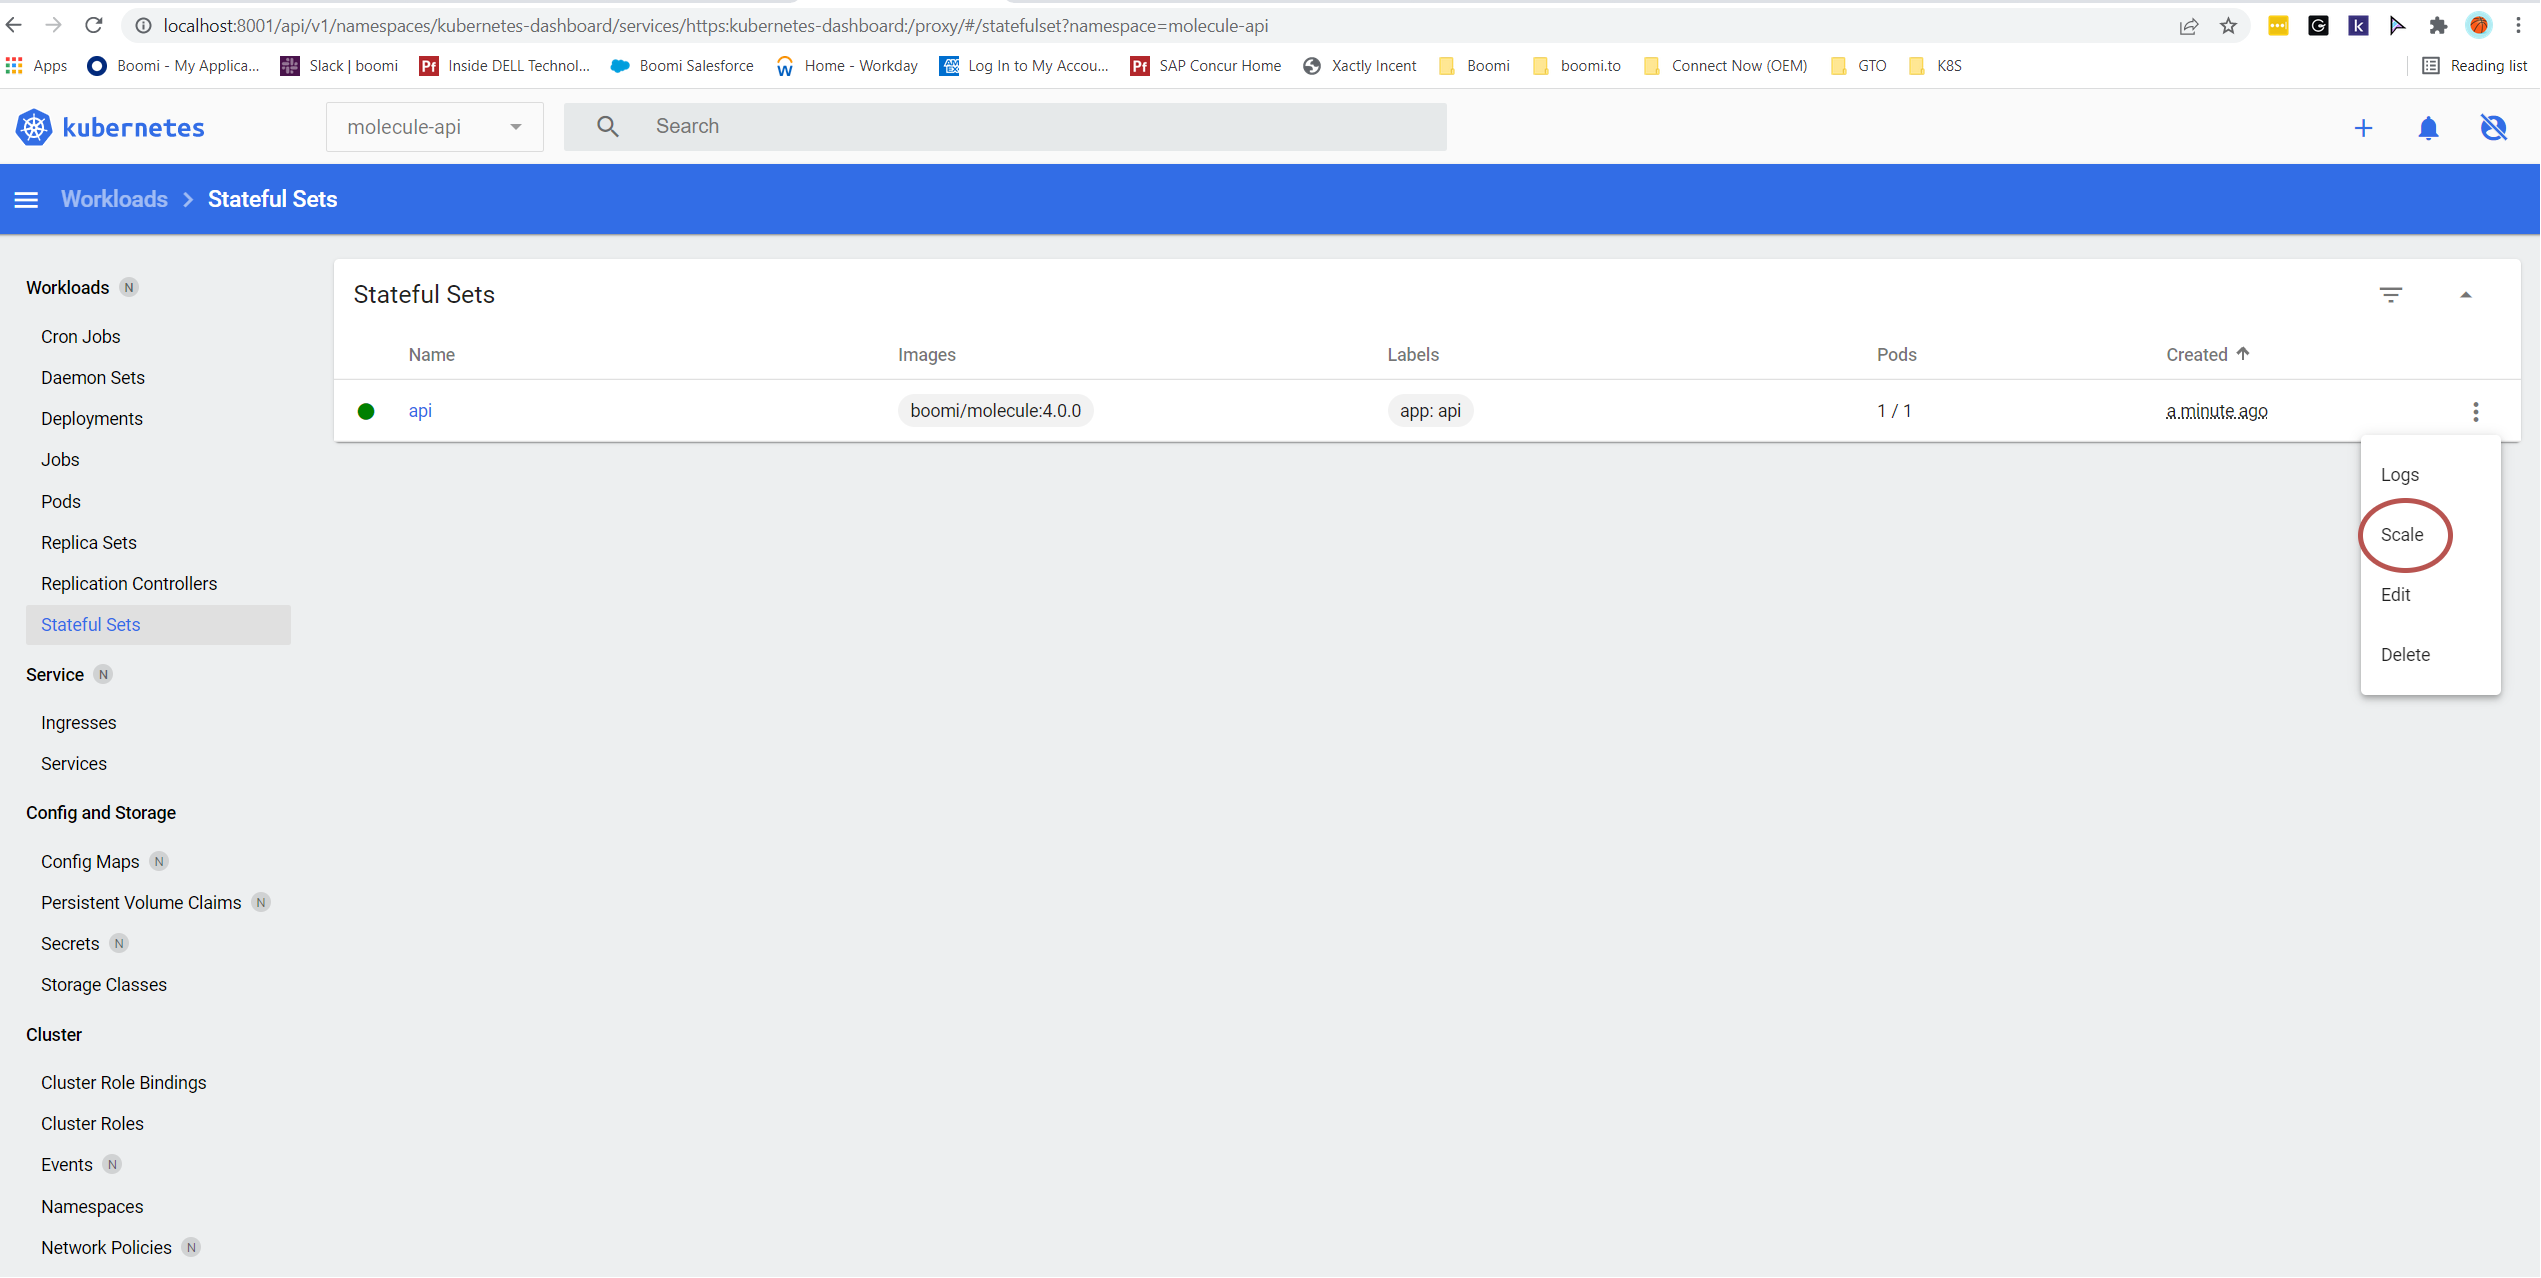 localhost:8001/api/v1/namespaces/kubernetes-dashboard/services/https:kubernetes-dashboard:/proxy/#/statefulset?namespace=molecule-api
Apps Boomi - My Applica... Slack | boomi Pf Inside DELL Technol... Boomi Salesforce Home - Workday Log In to My Accou... Pf SAP Concur Home Xactly Incent Boomi boomi.to Connect Now (OEM) GTO K8S Reading list
kubernetes molecule-api Search
Workloads > Stateful Sets
Workloads N
Cron Jobs
Daemon Sets
Deployments
Jobs
Pods
Replica Sets
Replication Controllers
Stateful Sets
Service N
Ingresses
Services
Config and Storage
Config Maps N
Persistent Volume Claims N
Secrets N
Storage Classes
Cluster
Cluster Role Bindings
Cluster Roles
Events N
Namespaces
Network Policies N
Stateful Sets
Name Images Labels Pods Created
api boomi/molecule:4.0.0 app: api 1 / 1 a minute ago
Logs
Scale
Edit
Delete